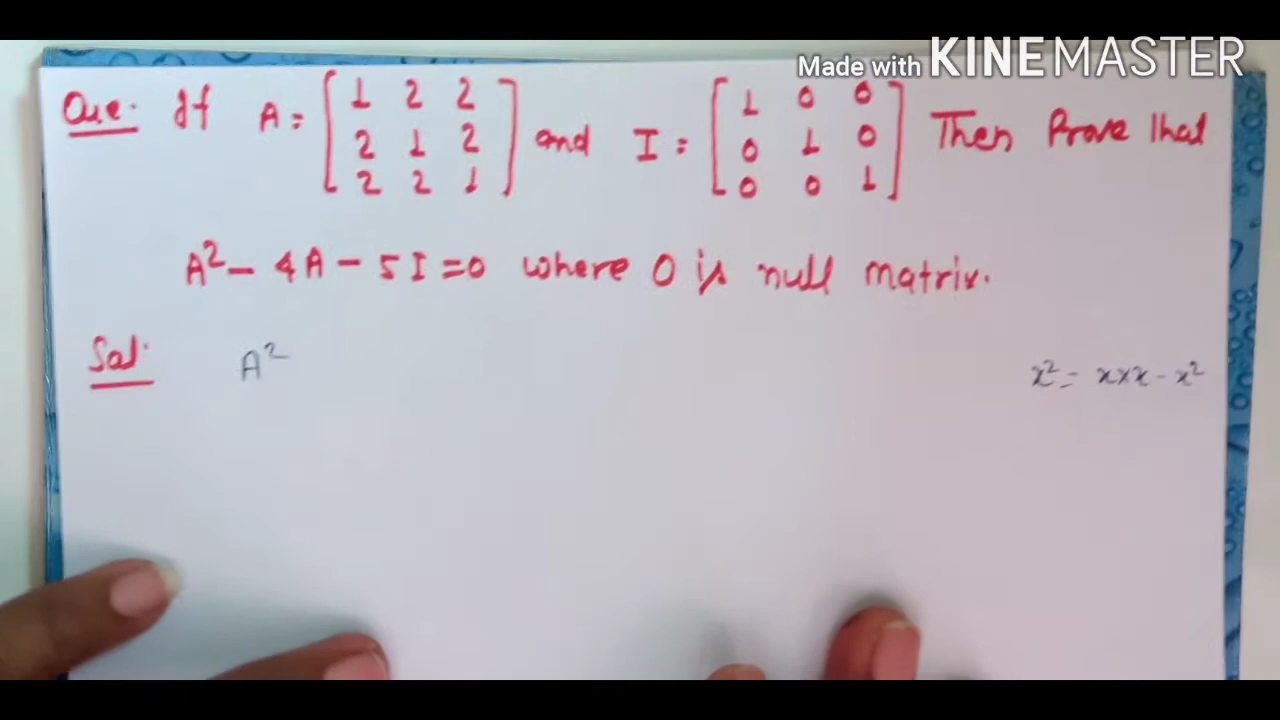 Made with KINEMASTER
Que. If A = [ 1 2 2 and I = [ 1 0 0 Then Prove that
2 1 2 0 1 0
2 2 1 ] 0 0 1 ]
A² - 4A - 5I = 0 where 0 is null matrix.
Sol. A² x² = x×x - x²